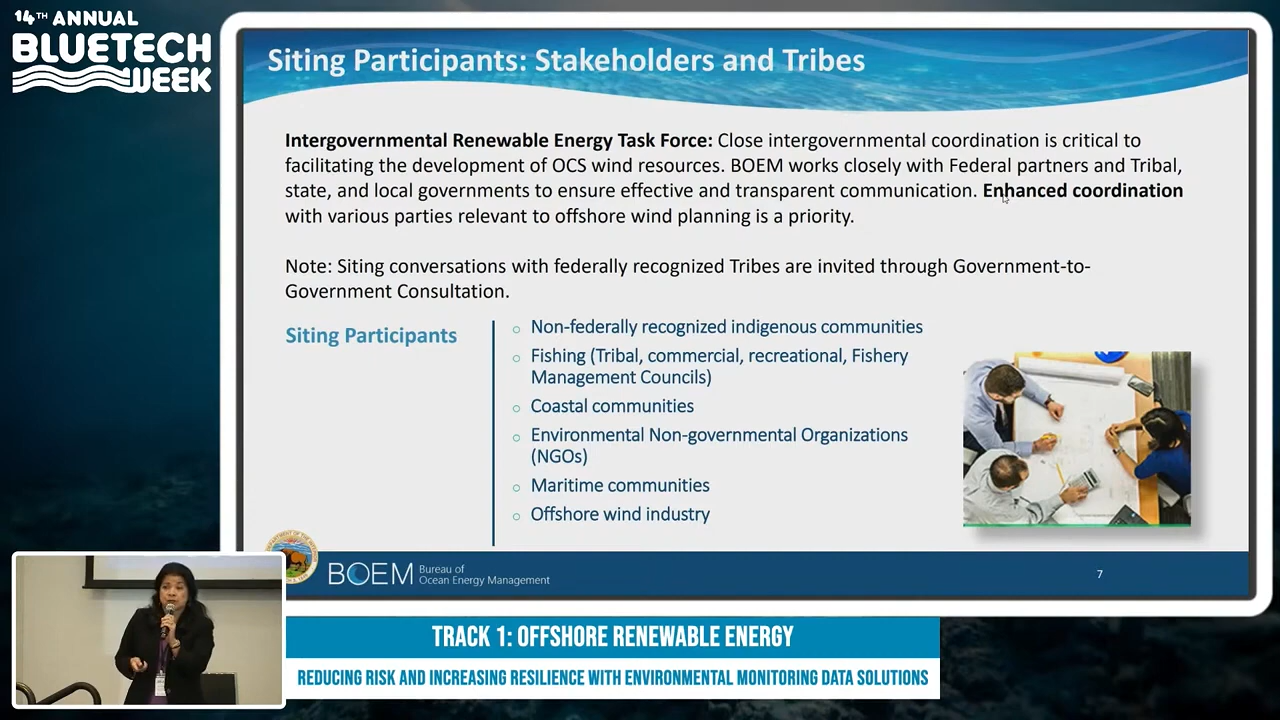 14TH ANNUAL
BLUETECH
WEEK
Siting Participants: Stakeholders and Tribes
Intergovernmental Renewable Energy Task Force: Close intergovernmental coordination is critical to
facilitating the development of OCS wind resources. BOEM works closely with Federal partners and Tribal,
state, and local governments to ensure effective and transparent communication. Enhanced coordination
with various parties relevant to offshore wind planning is a priority.
Note: Siting conversations with federally recognized Tribes are invited through Government-to-
Government Consultation.
Siting Participants
Non-federally recognized indigenous communities
Fishing (Tribal, commercial, recreational, Fishery
Management Councils)
Coastal communities
Environmental Non-governmental Organizations
(NGOs)
Maritime communities
Offshore wind industry
BOEM
Bureau of
Ocean Energy Management
7
TRACK 1: OFFSHORE RENEWABLE ENERGY
REDUCING RISK AND INCREASING RESILIENCE WITH ENVIRONMENTAL MONITORING DATA SOLUTIONS